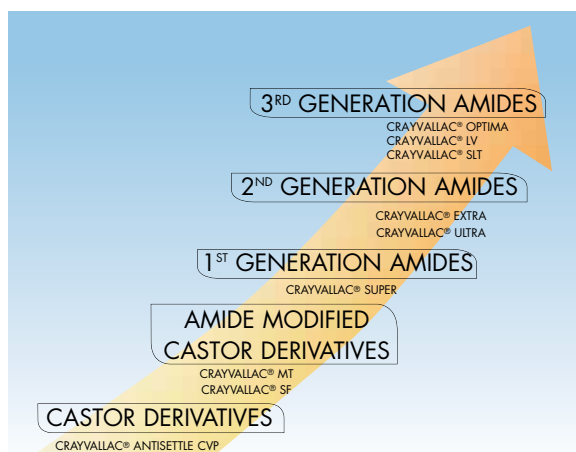 3RD GENERATION AMIDES
CRAYVALLAC® OPTIMA
CRAYVALLAC® LV
CRAYVALLAC® SLT
2ND GENERATION AMIDES
CRAYVALLAC® EXTRA
CRAYVALLAC® ULTRA
1ST GENERATION AMIDES
CRAYVALLAC® SUPER
AMIDE MODIFIED
CASTOR DERIVATIVES
CRAYVALLAC® MT
CRAYVALLAC® SF
CASTOR DERIVATIVES
CRAYVALLAC® ANTISETTLE CVP